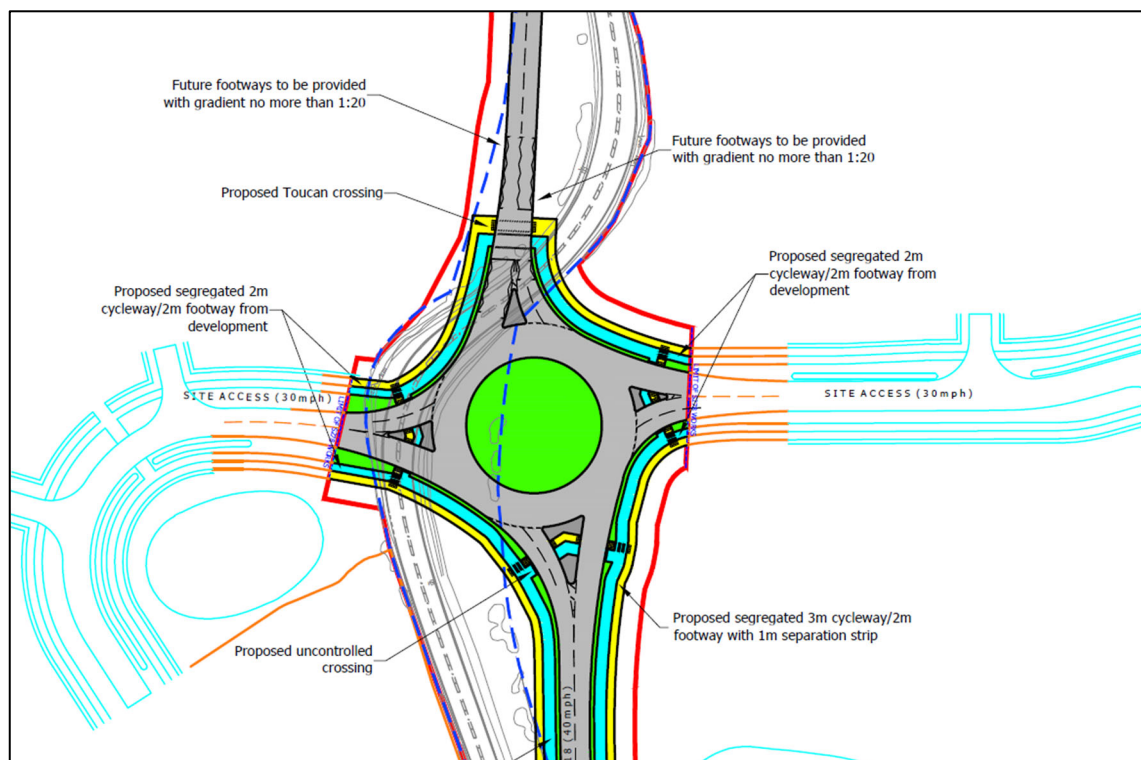 Future footways to be provided
with gradient no more than 1:20
Future footways to be provided
with gradient no more than 1:20
Proposed Toucan crossing
Proposed segregated 2m
cycleway/2m footway from
development
Proposed segregated 2m
cycleway/2m footway from
development
SITE ACCESS (30mph)
SITE ACCESS (30mph)
Proposed segregated 3m cycleway/2m
footway with 1m separation strip
Proposed uncontrolled
crossing
18 (40mph)